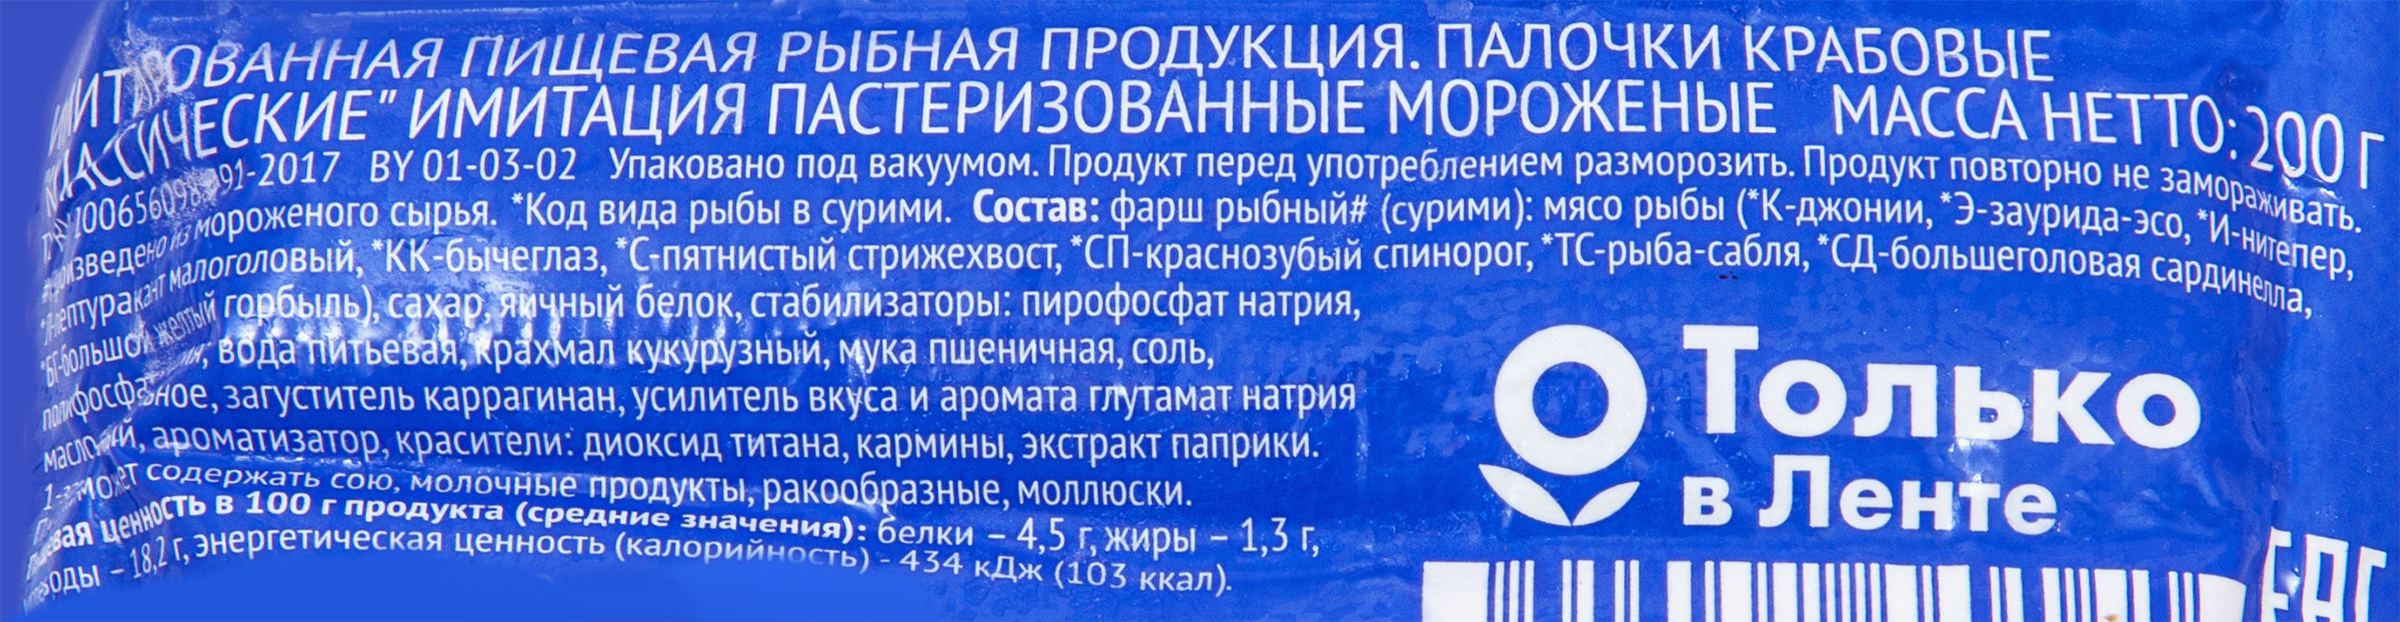 ИМИТИРОВАННАЯ ПИЩЕВАЯ РЫБНАЯ ПРОДУКЦИЯ. ПАЛОЧКИ КРАБОВЫЕ
КЛАССИЧЕСКИЕ" ИМИТАЦИЯ ПАСТЕРИЗОВАННЫЕ МОРОЖЕНЫЕ МАССА НЕТТО: 200 Г
-2017 BY 01-03-02 Упаковано под вакуумом. Продукт перед употреблением разморозить. Продукт повторно не замораживать.
#произведено из мороженого сырья. *Код вида рыбы в сурими. Состав: фарш рыбный# (сурими): мясо рыбы (*К-джонии, *Э-заурида-эсо, *И-нитепер,
*Л-лептуракант малоголовый, *КК-бычеглаз, *С-пятнистый стрижехвост, *СП-краснозубый спинорог, *ТС-рыба-сабля, *СД-большеголовая сардинелла,
*БТ-большой желтый горбыль), сахар, яичный белок, стабилизаторы: пирофосфат натрия,
вода питьевая, крахмал кукурузный, мука пшеничная, соль,
загуститель каррагинан, усилитель вкуса и аромата глутамат натрия
ароматизатор, красители: диоксид титана, кармины, экстракт паприки.
может содержать сою, молочные продукты, ракообразные, моллюски.
ценность в 100 г продукта (средние значения): белки – 4,5 г, жиры – 1,3 г,
– 18,2 г, энергетическая ценность (калорийность) - 434 кДж (103 ккал).
Только
в Ленте
EAC